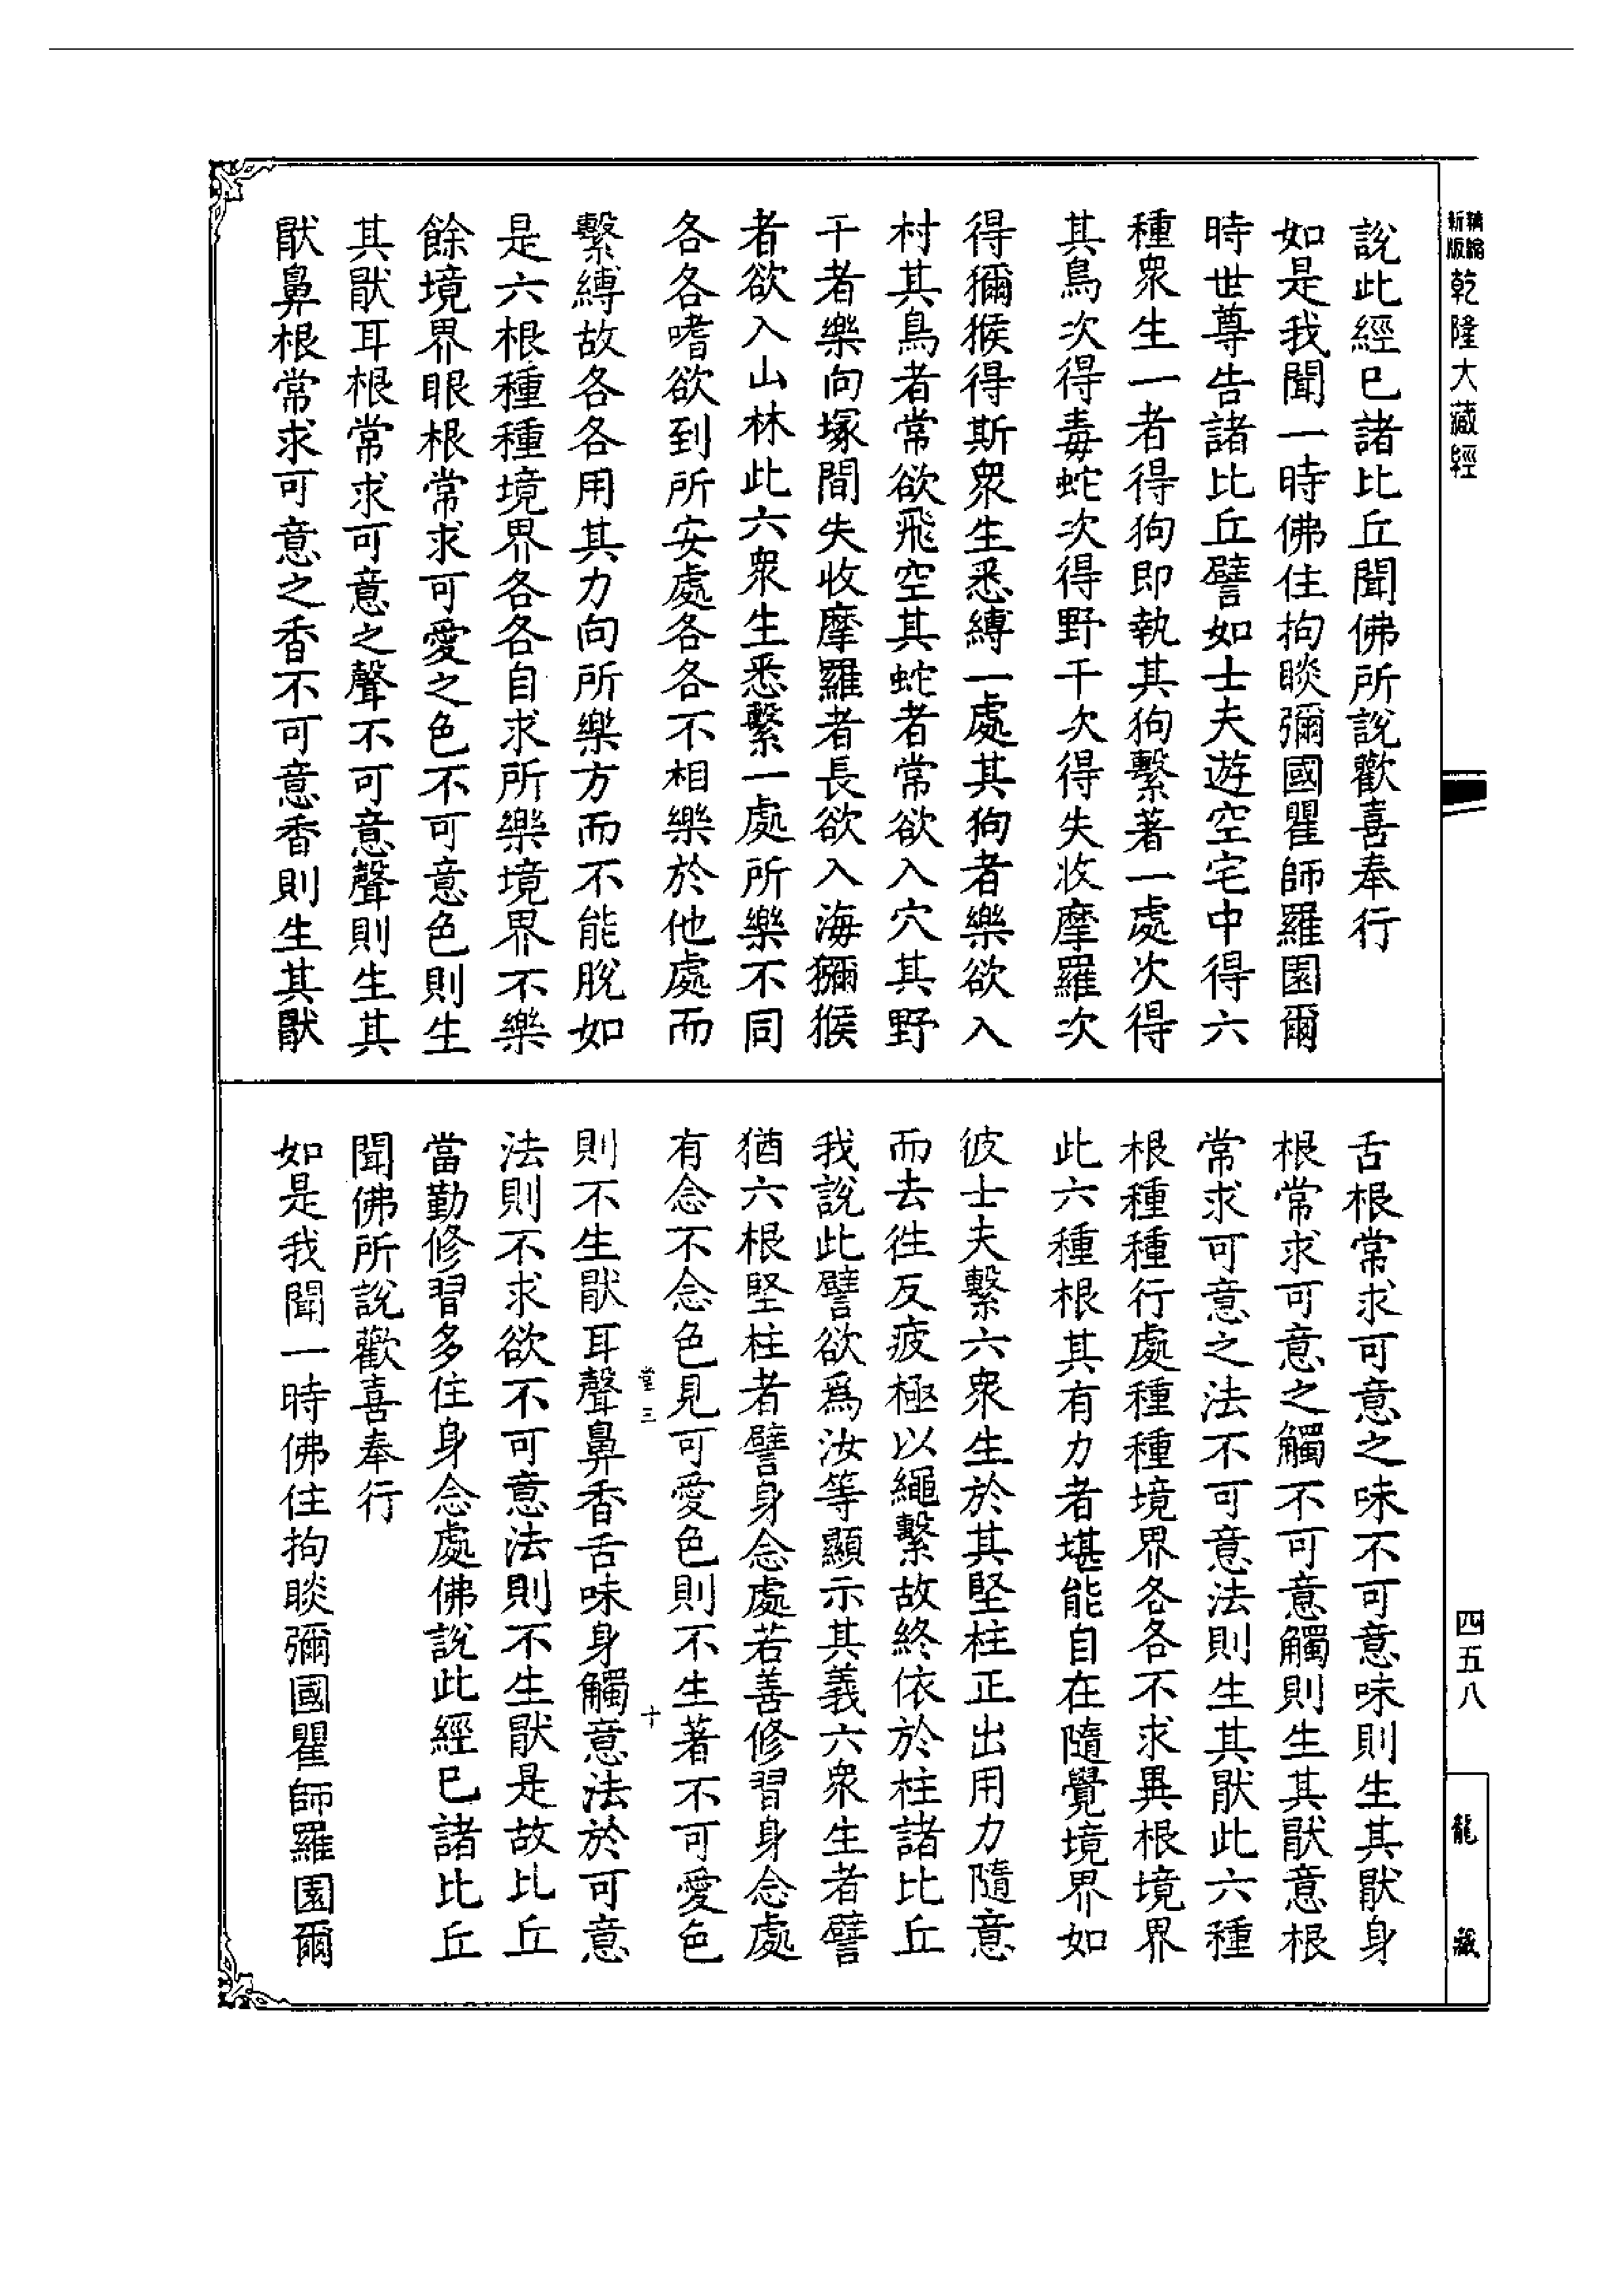 精縮新版
乾隆大藏經
說此經已諸比丘聞佛所說歡喜奉行
如是我聞一時佛住拘睒彌國瞿師羅園爾
時世尊告諸比丘譬如士夫遊空宅中得六
種衆生一者得狗即執其狗繫著一處次得
其鳥次得毒蛇次得野干次得失收摩羅次
得獼猴得斯衆生悉縛一處其狗者樂欲入
村其鳥者常欲飛空其蛇者常欲入穴其野
干者樂向塚間失收摩羅者長欲入海獼猴
者欲入山林此六衆生悉繫一處所樂不同
各各嗜欲到所安處各各不相樂於他處而
繫縛故各各用其力向所樂方而不能脫如
是六根種種境界各各自求所樂境界不樂
餘境界眼根常求可愛之色不可意色則生
其猒耳根常求可意之聲不可意聲則生其
猒鼻根常求可意之香不可意香則生其猒
舌根常求可意之味不可意味則生其猒身
根常求可意之觸不可意觸則生其猒意根
常求可意之法不可意法則生其猒此六種
根種種行處種種境界各各不求異根境界
此六種根其有力者堪能自在隨覺境界如
彼士夫繫六衆生於其堅柱正出用力隨意
而去徃反疲極以繩繫故終依於柱諸比丘
我說此譬欲爲汝等顯示其義六衆生者譬
猶六根堅柱者譬身念處若善修習身念處
有念不念色見可愛色則不生著不可愛色
堂三 十
則不生猒耳聲鼻香舌味身觸意法於可意
法則不求欲不可意法則不生猒是故比丘
當勤修習多住身念處佛說此經已諸比丘
聞佛所說歡喜奉行
如是我聞一時佛住拘睒彌國瞿師羅園爾
四五八
龍藏